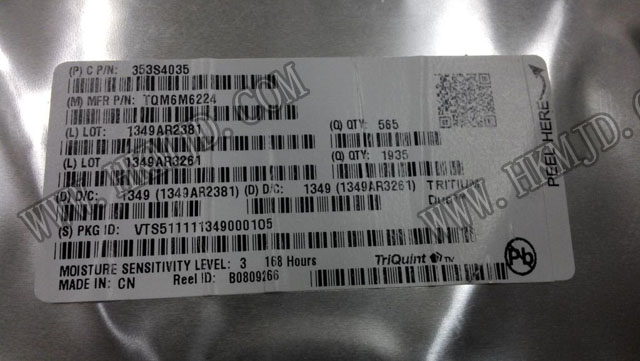 (P) C P/N: 353S4035
(M) MFR P/N: TQM6M6224
(L) LOT: 1349AR2381 (Q) QTY: 565
(L) LOT 1349AR3261 (Q) QTY: 1935
(D) D/C: 1349 (1349AR2381) (D) D/C: 1349 (1349AR3261) TRITIUM
(S) PKG ID: VTS511111349000105
MOISTURE SENSITIVITY LEVEL: 3 168 Hours TriQuint TV
MADE IN: CN Reel ID: B0809266
Pb
PEEL HERE
WWW.HKMJD.COM
WWW.HKMJD.COM